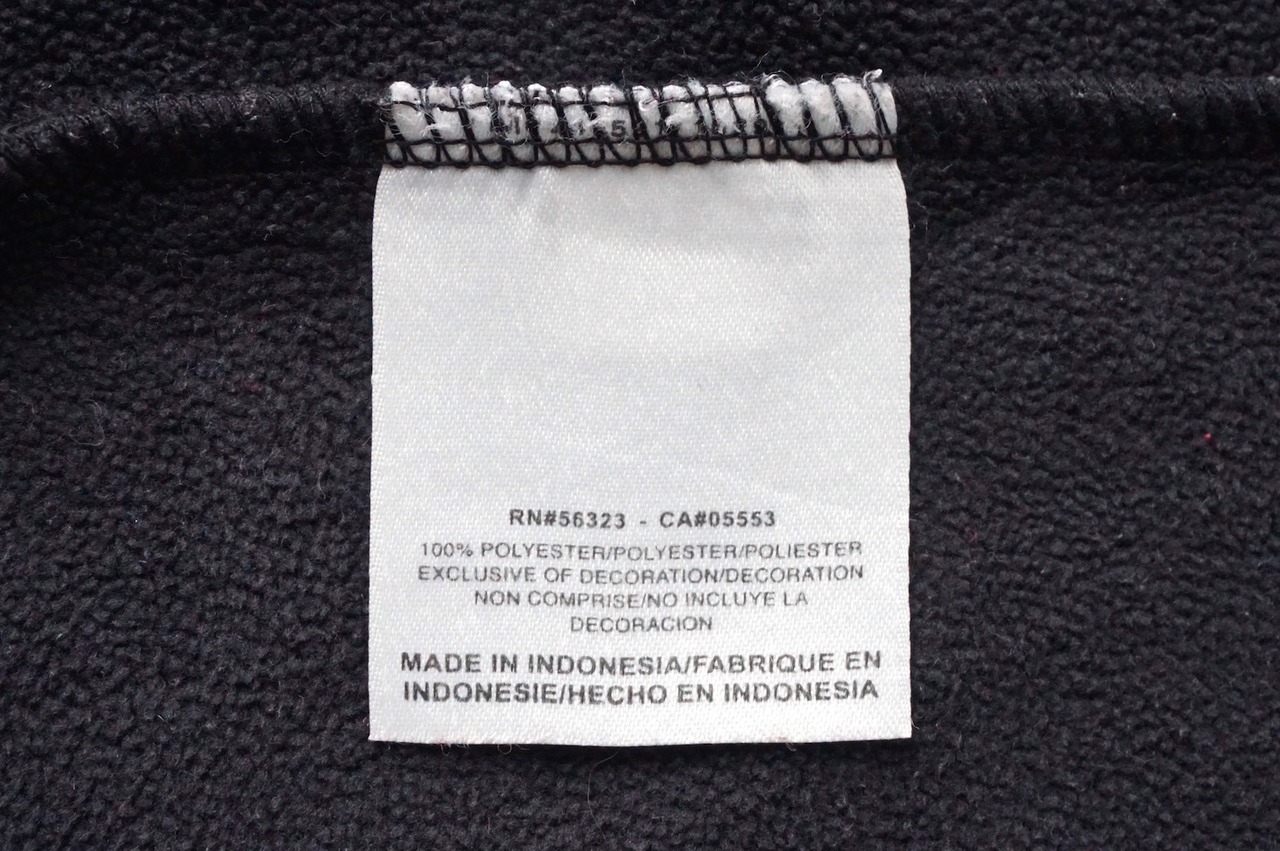 RN#56323 - CA#05553
100% POLYESTER/POLYESTER/POLIESTER
EXCLUSIVE OF DECORATION/DECORATION
NON COMPRISE/NO INCLUYE LA
DECORACION
MADE IN INDONESIA/FABRIQUE EN
INDONESIE/HECHO EN INDONESIA